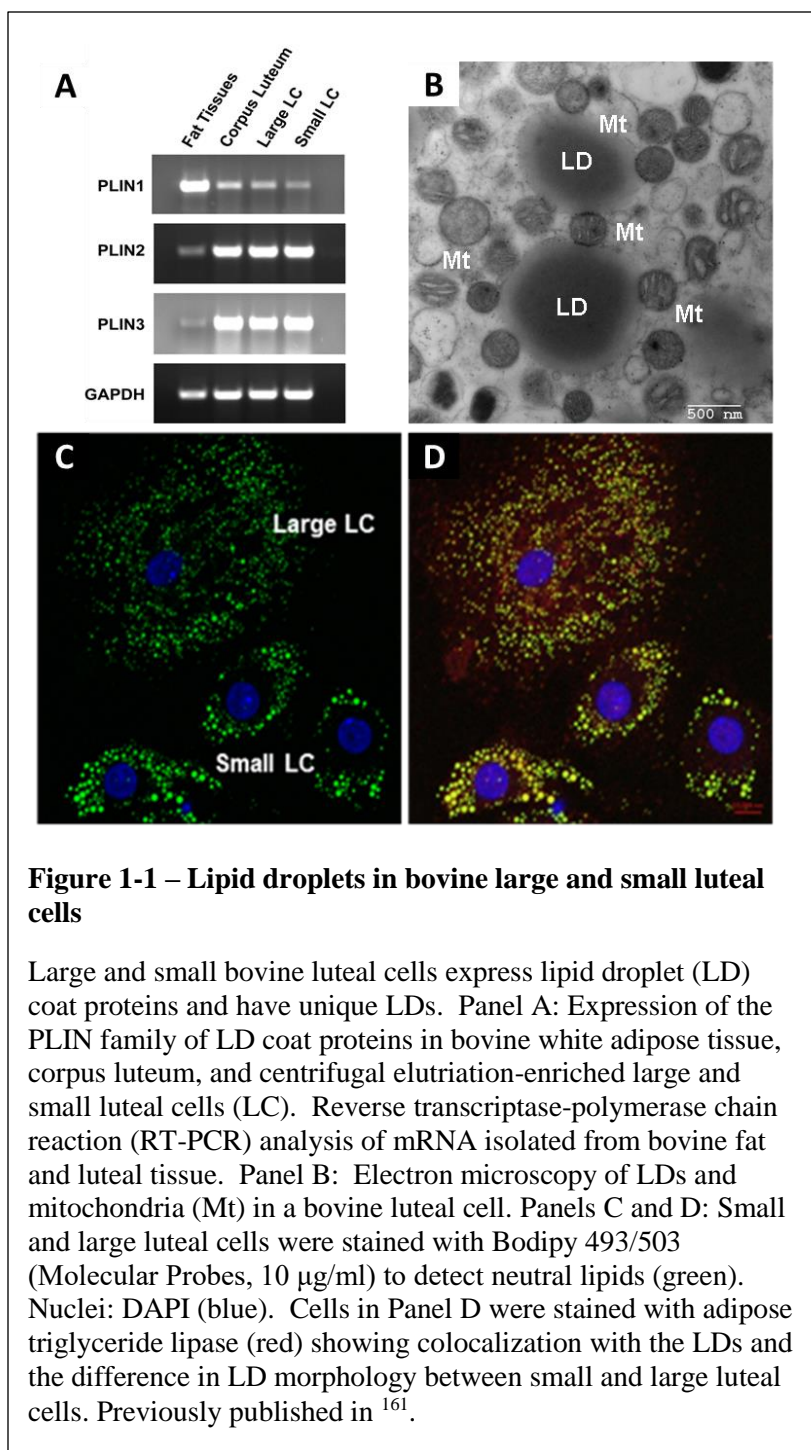 A
Fat Tissues
Corpus Luteum
Large LC
Small LC
PLIN1
PLIN2
PLIN3
GAPDH
B
Mt
LD
Mt
Mt
LD
Mt
500 nm
C
Large LC
Small LC
D
Figure 1-1 – Lipid droplets in bovine large and small luteal
cells
Large and small bovine luteal cells express lipid droplet (LD)
coat proteins and have unique LDs.  Panel A: Expression of the
PLIN family of LD coat proteins in bovine white adipose tissue,
corpus luteum, and centrifugal elutriation-enriched large and
small luteal cells (LC).  Reverse transcriptase-polymerase chain
reaction (RT-PCR) analysis of mRNA isolated from bovine fat
and luteal tissue.  Panel B:  Electron microscopy of LDs and
mitochondria (Mt) in a bovine luteal cell. Panels C and D: Small
and large luteal cells were stained with Bodipy 493/503
(Molecular Probes, 10 μg/ml) to detect neutral lipids (green).
Nuclei: DAPI (blue).  Cells in Panel D were stained with adipose
triglyceride lipase (red) showing colocalization with the LDs and
the difference in LD morphology between small and large luteal
cells. Previously published in 161.